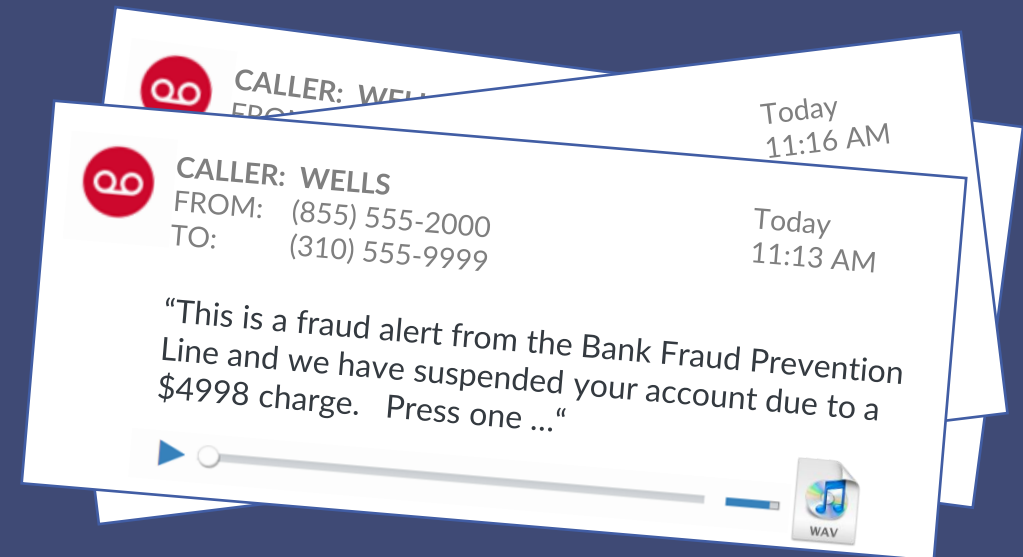 CALLER: WEL
FRO
Today
11:16 AM
CALLER: WELLS
FROM: (855) 555-2000
TO: (310) 555-9999
Today
11:13 AM
“This is a fraud alert from the Bank Fraud Prevention
Line and we have suspended your account due to a
$4998 charge. Press one ...“
WAV